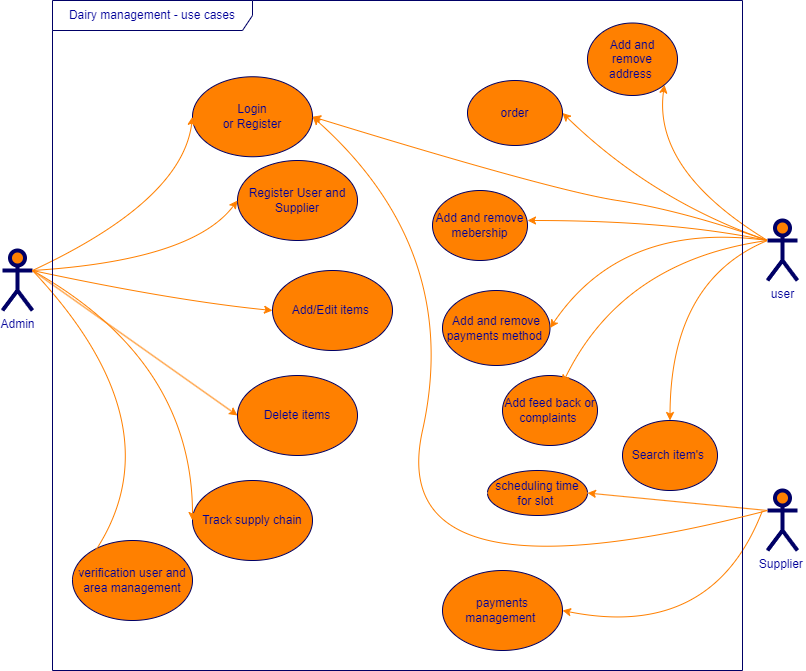 Dairy management - use cases
Add and
remove
address
Login
or Register
order
Register User and
Supplier
Add and remove
mebership
user
Admin
Add/Edit items
Add and remove
payments method
Add feed back or
complaints
Delete items
Search item's
scheduling time
for slot
Track supply chain
Supplier
verification user and
area management
payments
management